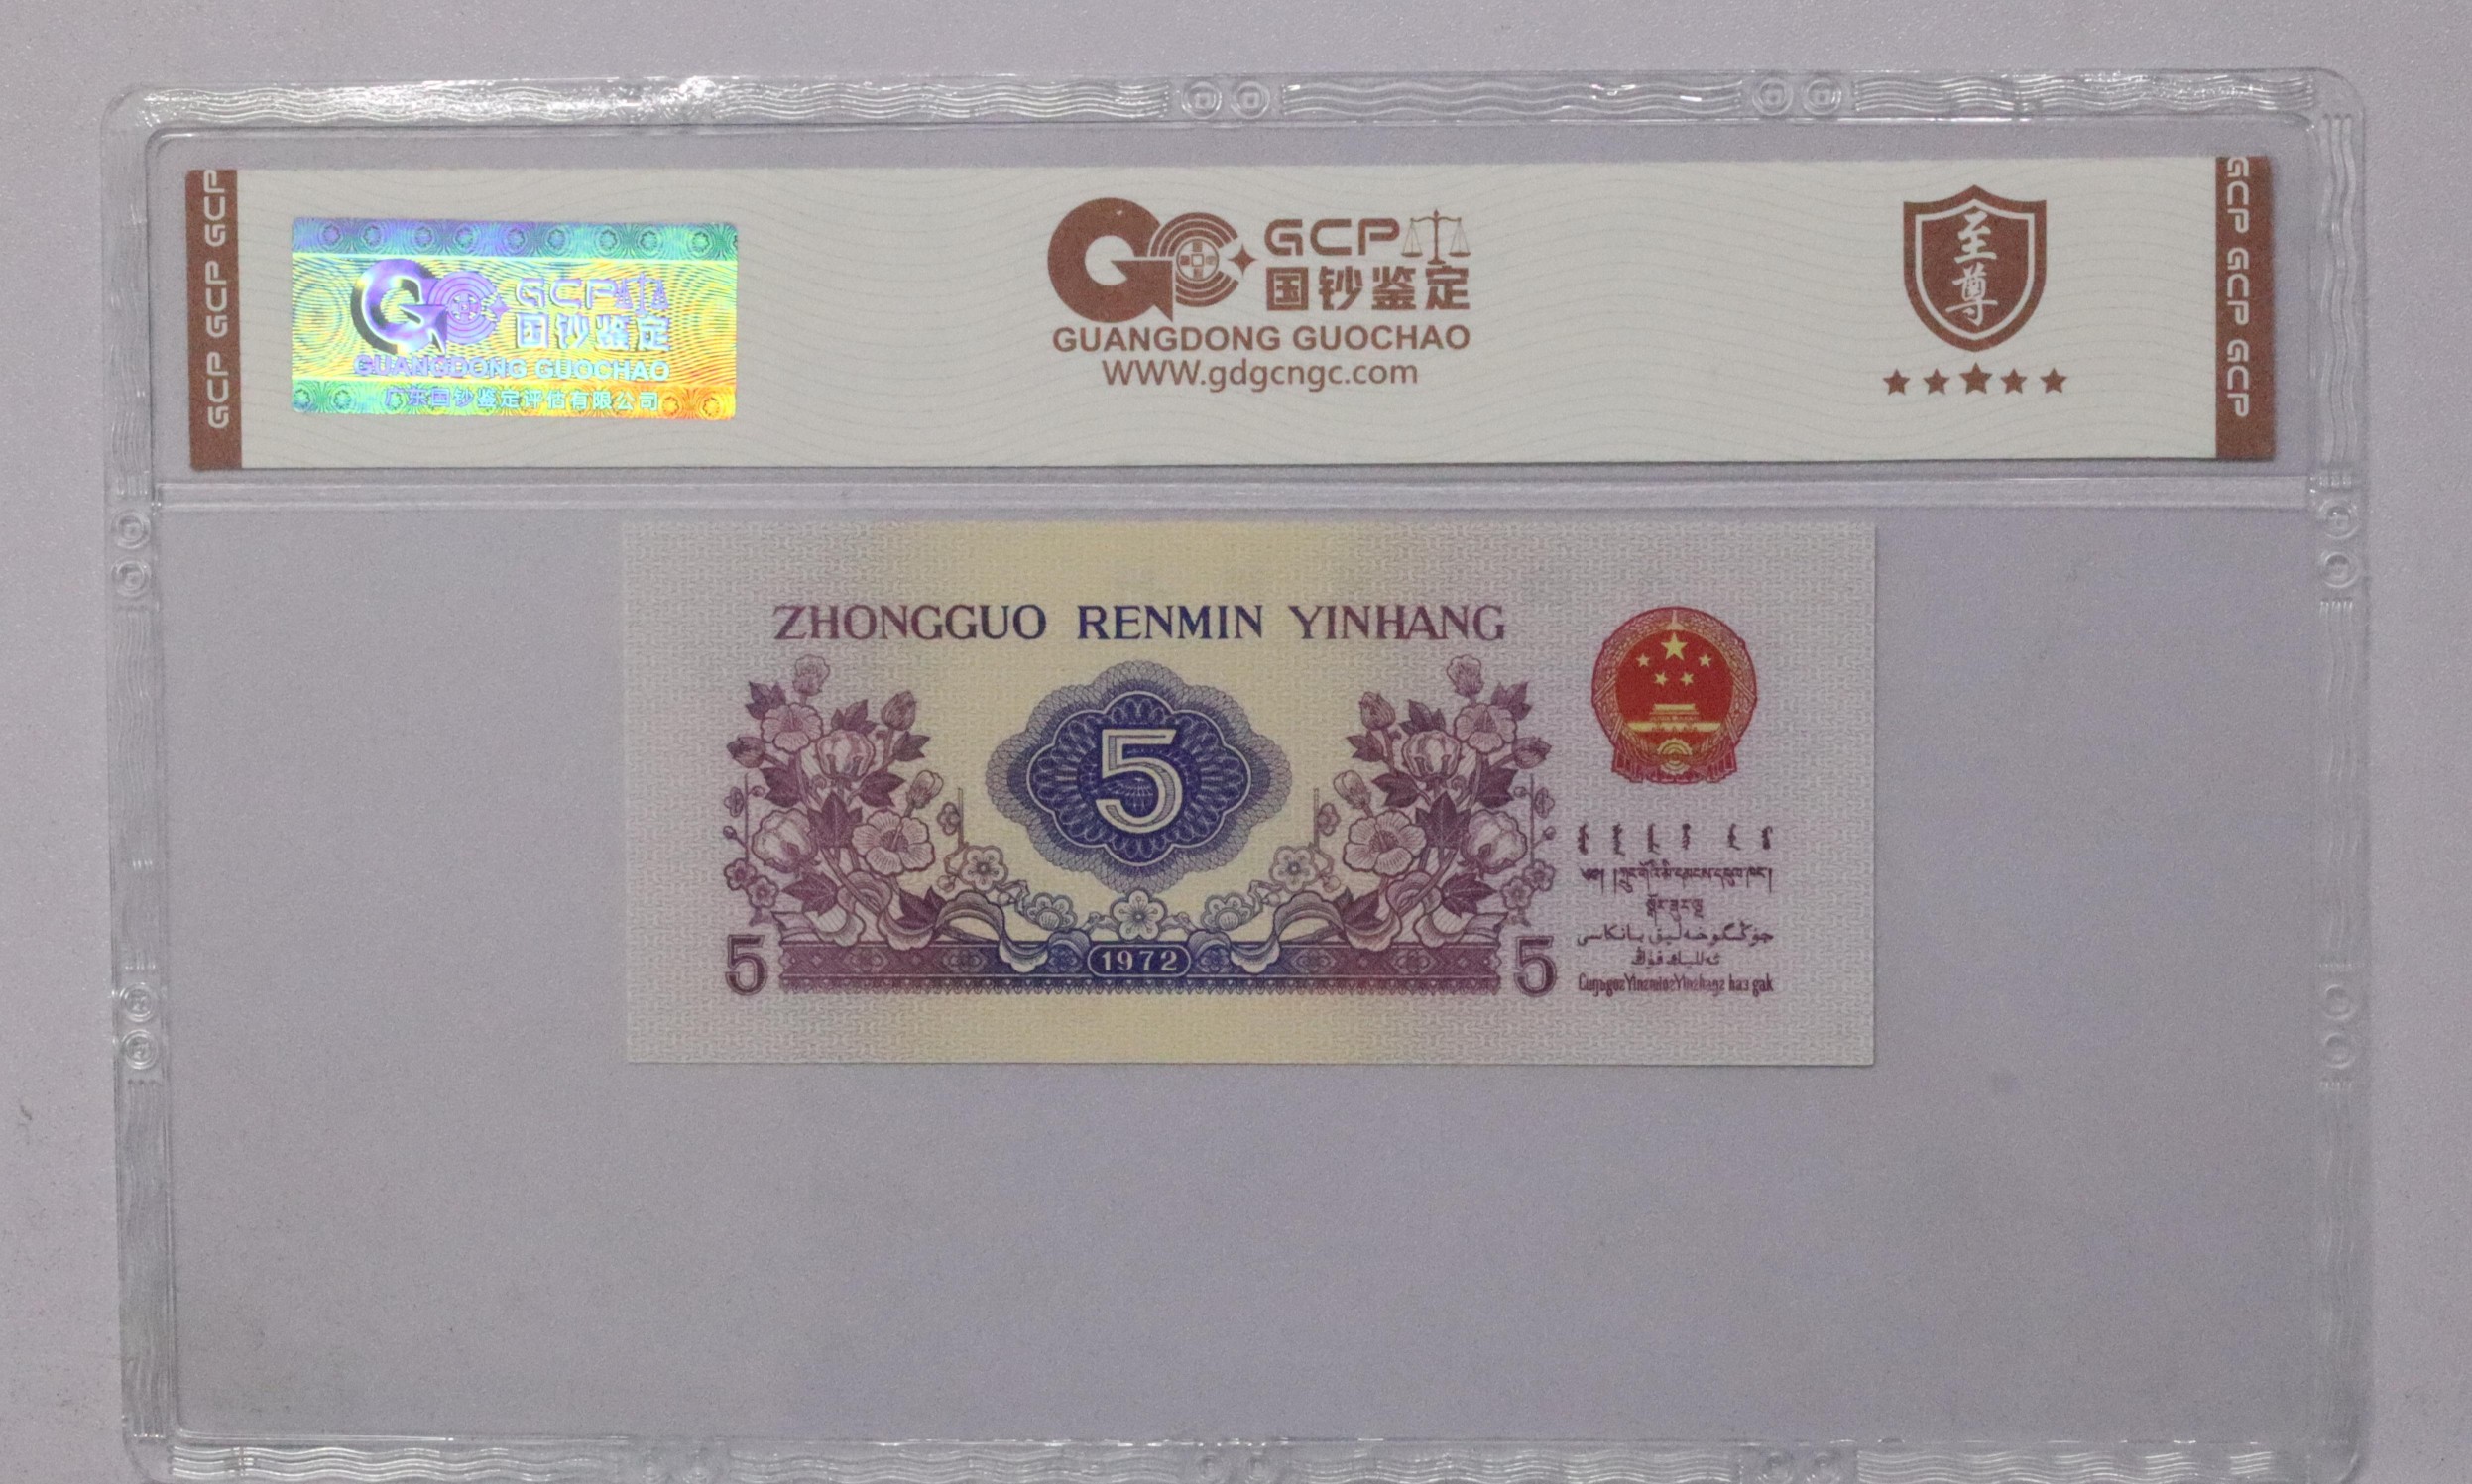 GCP GCP GCP
GCP
国钞鉴定
GUANGDONG GUOCHAO
广东国钞鉴定评估有限公司
GCP
国钞鉴定
GUANGDONG GUOCHAO
WWW.gdgcngc.com
至尊
GCP GCP GCP
ZHONGGUO RENMIN YINHANG
5
1972
5 5